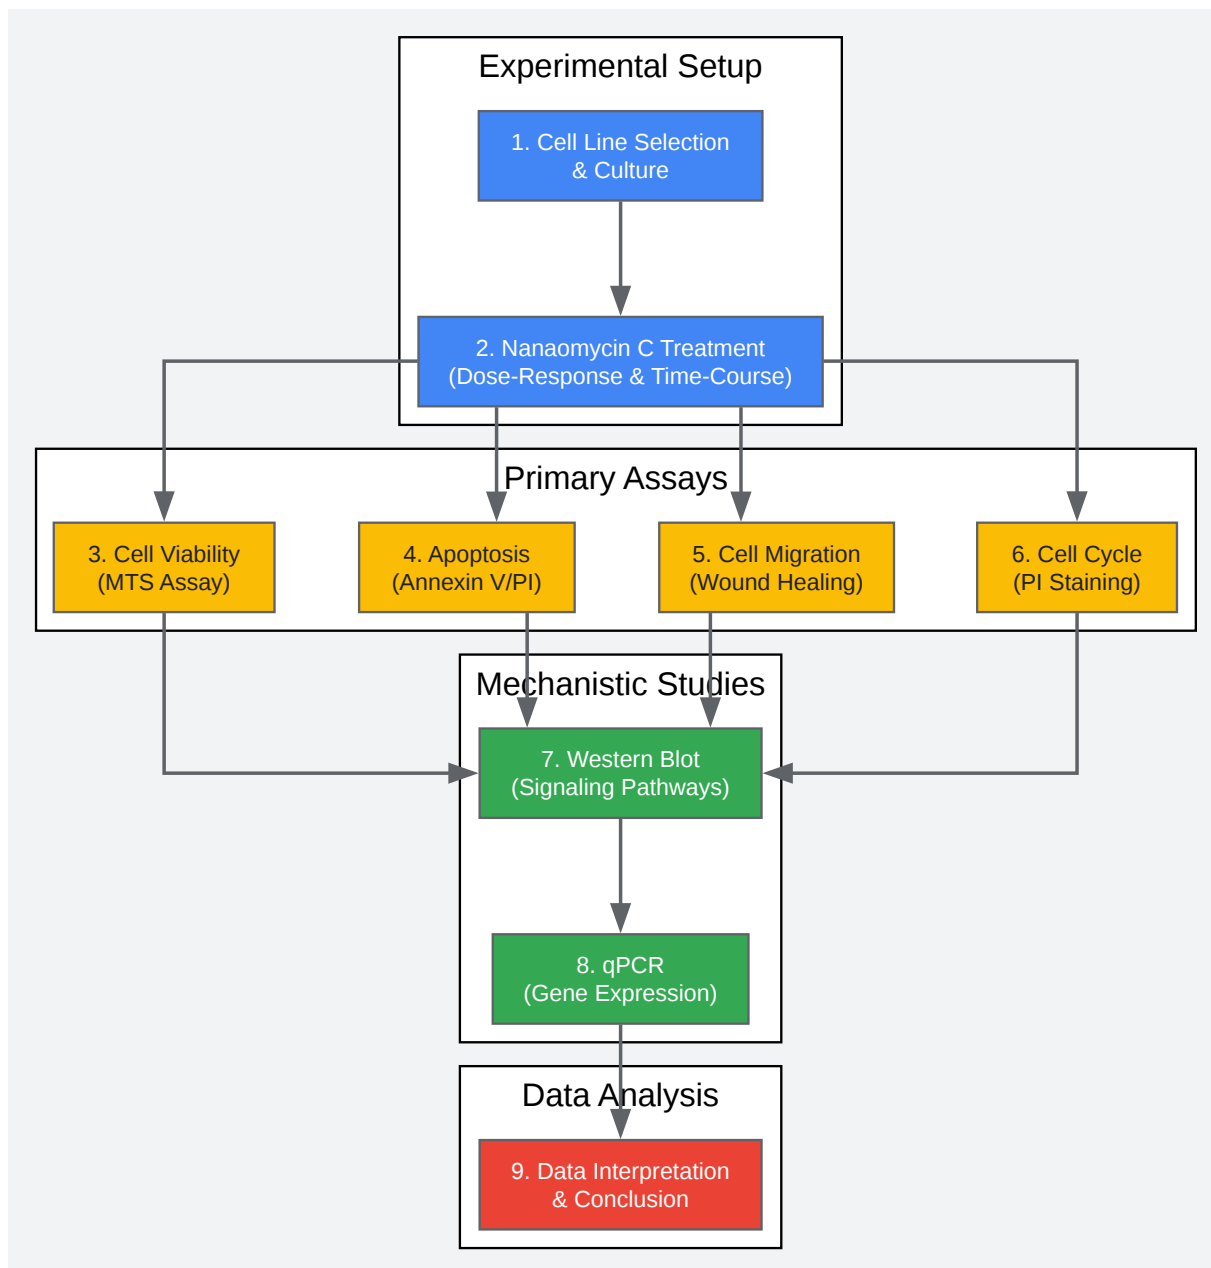 Experimental Setup
1. Cell Line Selection
& Culture
2. Nanaomycin C Treatment
(Dose-Response & Time-Course)
Primary Assays
3. Cell Viability
(MTS Assay)
4. Apoptosis
(Annexin V/PI)
5. Cell Migration
(Wound Healing)
6. Cell Cycle
(PI Staining)
Mechanistic Studies
7. Western Blot
(Signaling Pathways)
8. qPCR
(Gene Expression)
Data Analysis
9. Data Interpretation
& Conclusion